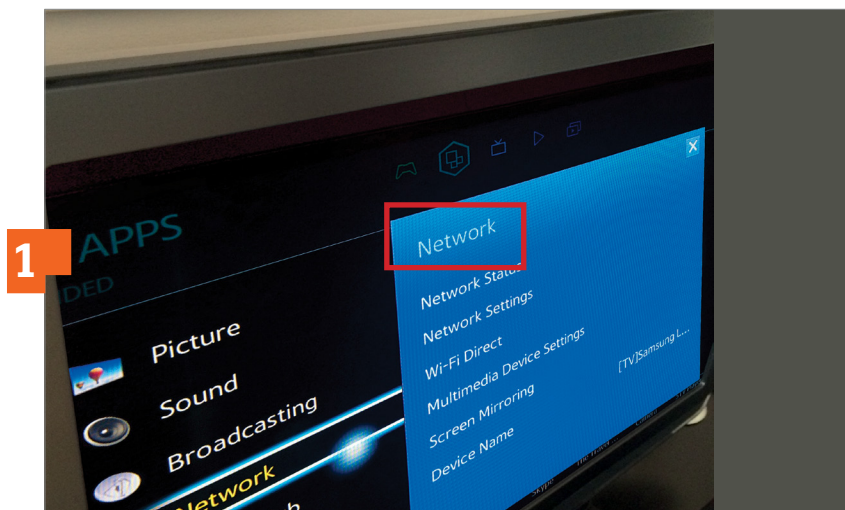 1
APPS
DED
Picture
Sound
Broadcasting
Network
Network
Network Status
Network Settings
Wi-Fi Direct
Multimedia Device Settings
Screen Mirroring
[TV]Samsung L...
Device Name
Skype